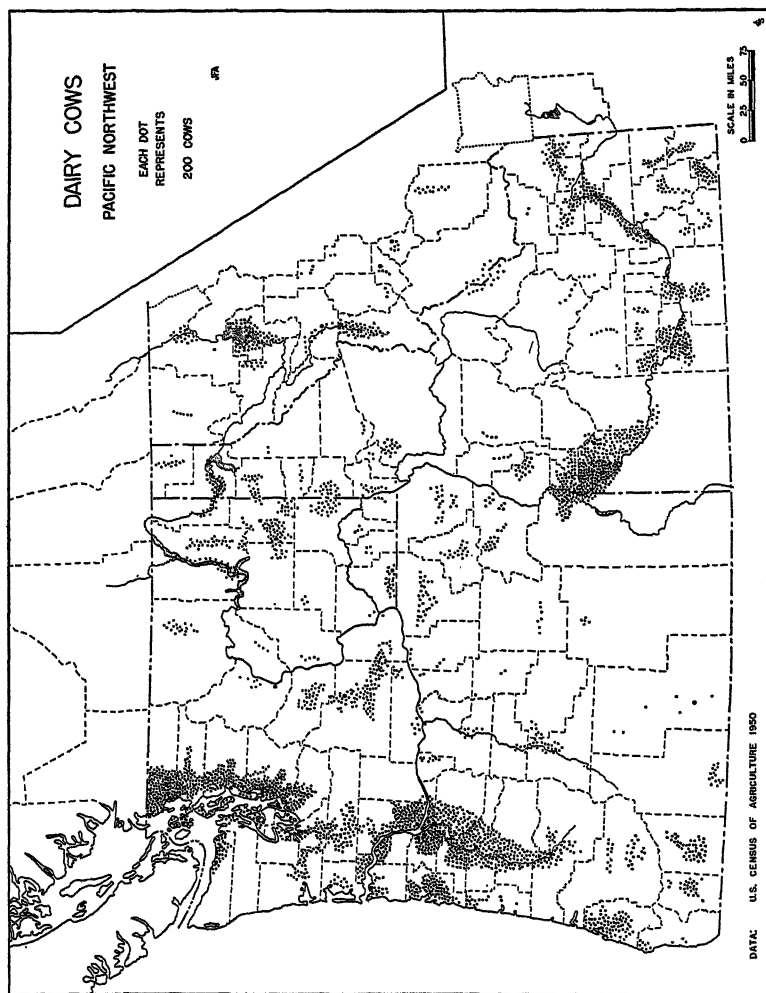 DAIRY COWS
PACIFIC NORTHWEST
EACH DOT
REPRESENTS
200 COWS
JFA
SCALE IN MILES
0 25 50 75
DATA: U.S. CENSUS OF AGRICULTURE 1950